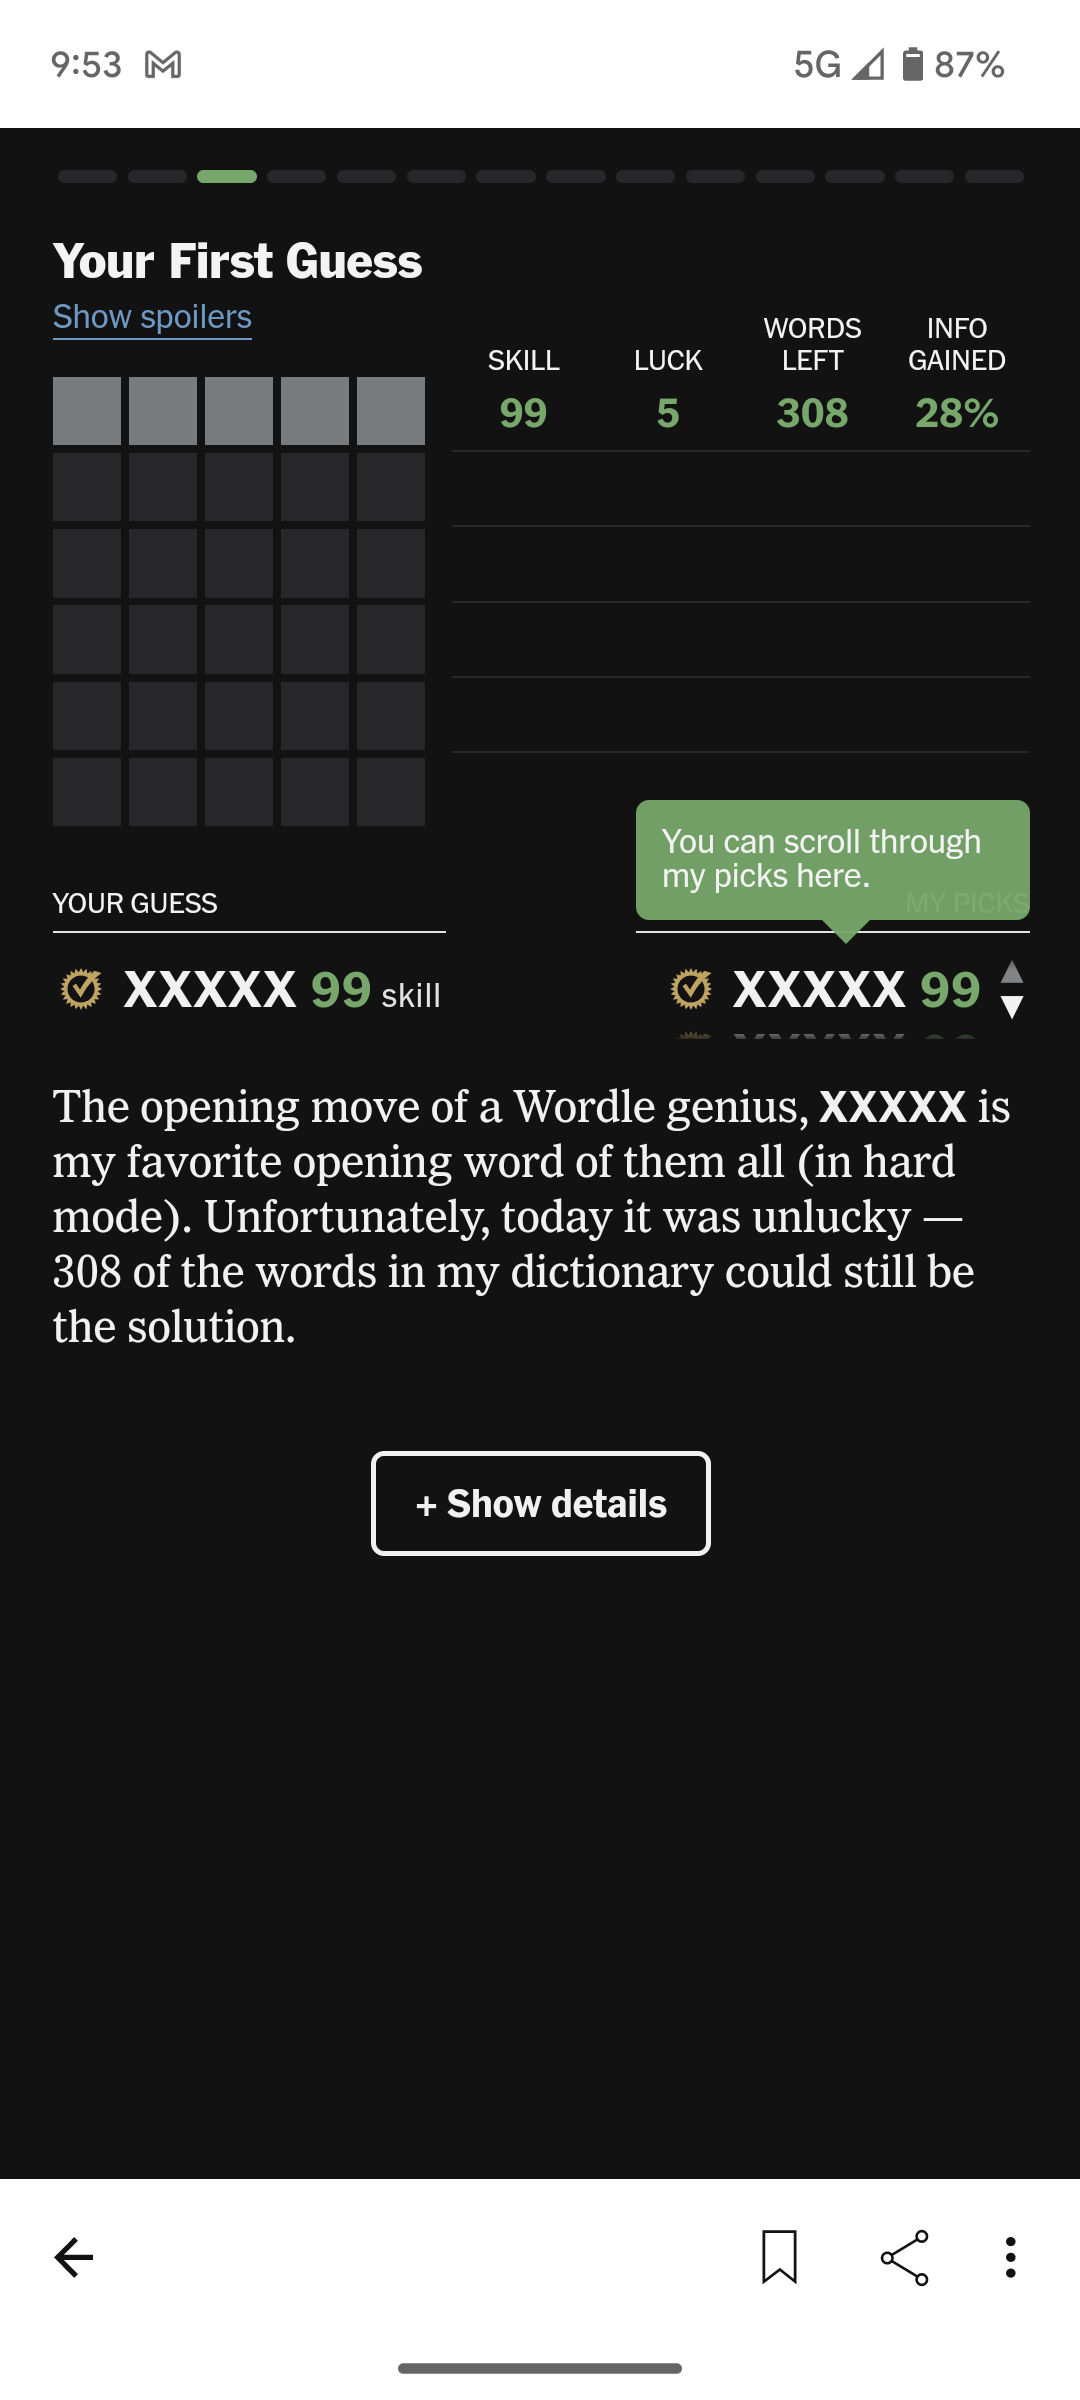 9:53
5G 87%
Your First Guess
Show spoilers
SKILL LUCK WORDS LEFT INFO GAINED
99 5 308 28%
You can scroll through
my picks here.
YOUR GUESS
MY PICKS
XXXXX 99 skill
XXXXX 99
The opening move of a Wordle genius, XXXXX is
my favorite opening word of them all (in hard
mode). Unfortunately, today it was unlucky —
308 of the words in my dictionary could still be
the solution.
+ Show details